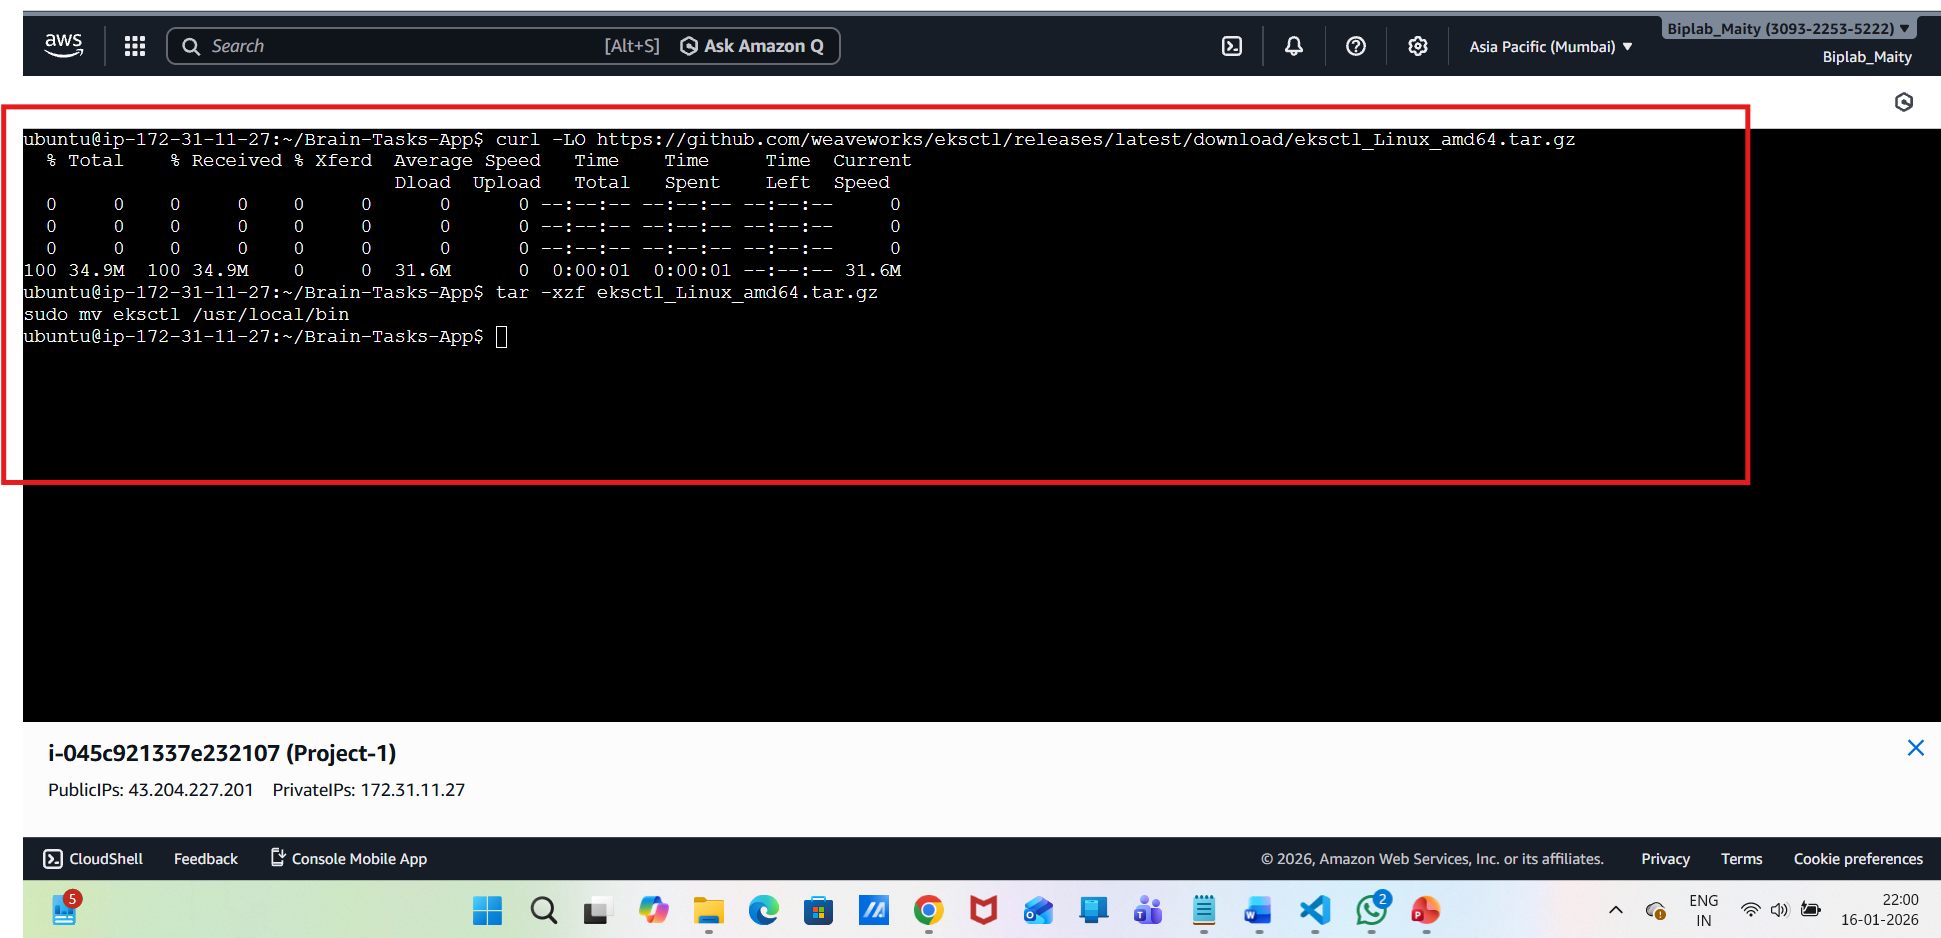 aws
Search [Alt+S] Ask Amazon Q
Asia Pacific (Mumbai) ▼
Biplab_Maity (3093-2253-5222) ▼
Biplab_Maity
ubuntu@ip-172-31-11-27:~/Brain-Tasks-App$ curl -LO https://github.com/weaveworks/eksctl/releases/latest/download/eksctl_Linux_amd64.tar.gz
  % Total    % Received % Xferd  Average Speed   Time    Time     Time  Current
                                 Dload  Upload   Total   Spent    Left  Speed
  0     0    0     0    0     0      0      0 --:--:-- --:--:-- --:--:--     0
  0     0    0     0    0     0      0      0 --:--:-- --:--:-- --:--:--     0
  0     0    0     0    0     0      0      0 --:--:-- --:--:-- --:--:--     0
100 34.9M  100 34.9M    0     0  31.6M      0  0:00:01  0:00:01 --:--:-- 31.6M
ubuntu@ip-172-31-11-27:~/Brain-Tasks-App$ tar -xzf eksctl_Linux_amd64.tar.gz
sudo mv eksctl /usr/local/bin
ubuntu@ip-172-31-11-27:~/Brain-Tasks-App$
i-045c921337e232107 (Project-1)
PublicIPs: 43.204.227.201 PrivateIPs: 172.31.11.27
CloudShell Feedback Console Mobile App © 2026, Amazon Web Services, Inc. or its affiliates. Privacy Terms Cookie preferences
5
2
ENG
IN
22:00
16-01-2026